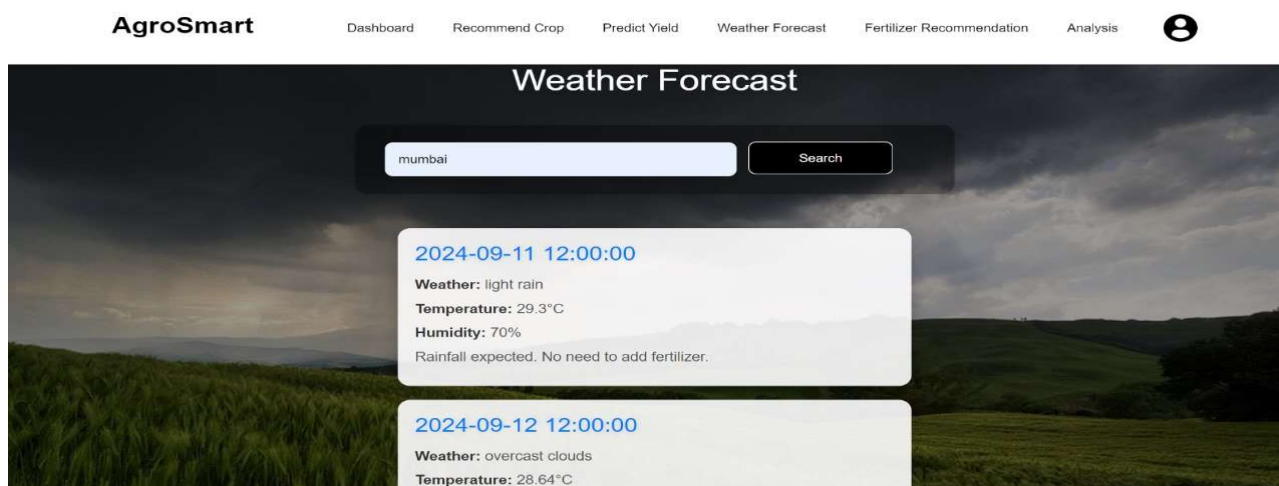 AgroSmart
Dashboard Recommend Crop Predict Yield Weather Forecast Fertilizer Recommendation Analysis
Weather Forecast
mumbai Search
2024-09-11 12:00:00
Weather: light rain
Temperature: 29.3°C
Humidity: 70%
Rainfall expected. No need to add fertilizer.
2024-09-12 12:00:00
Weather: overcast clouds
Temperature: 28.64°C